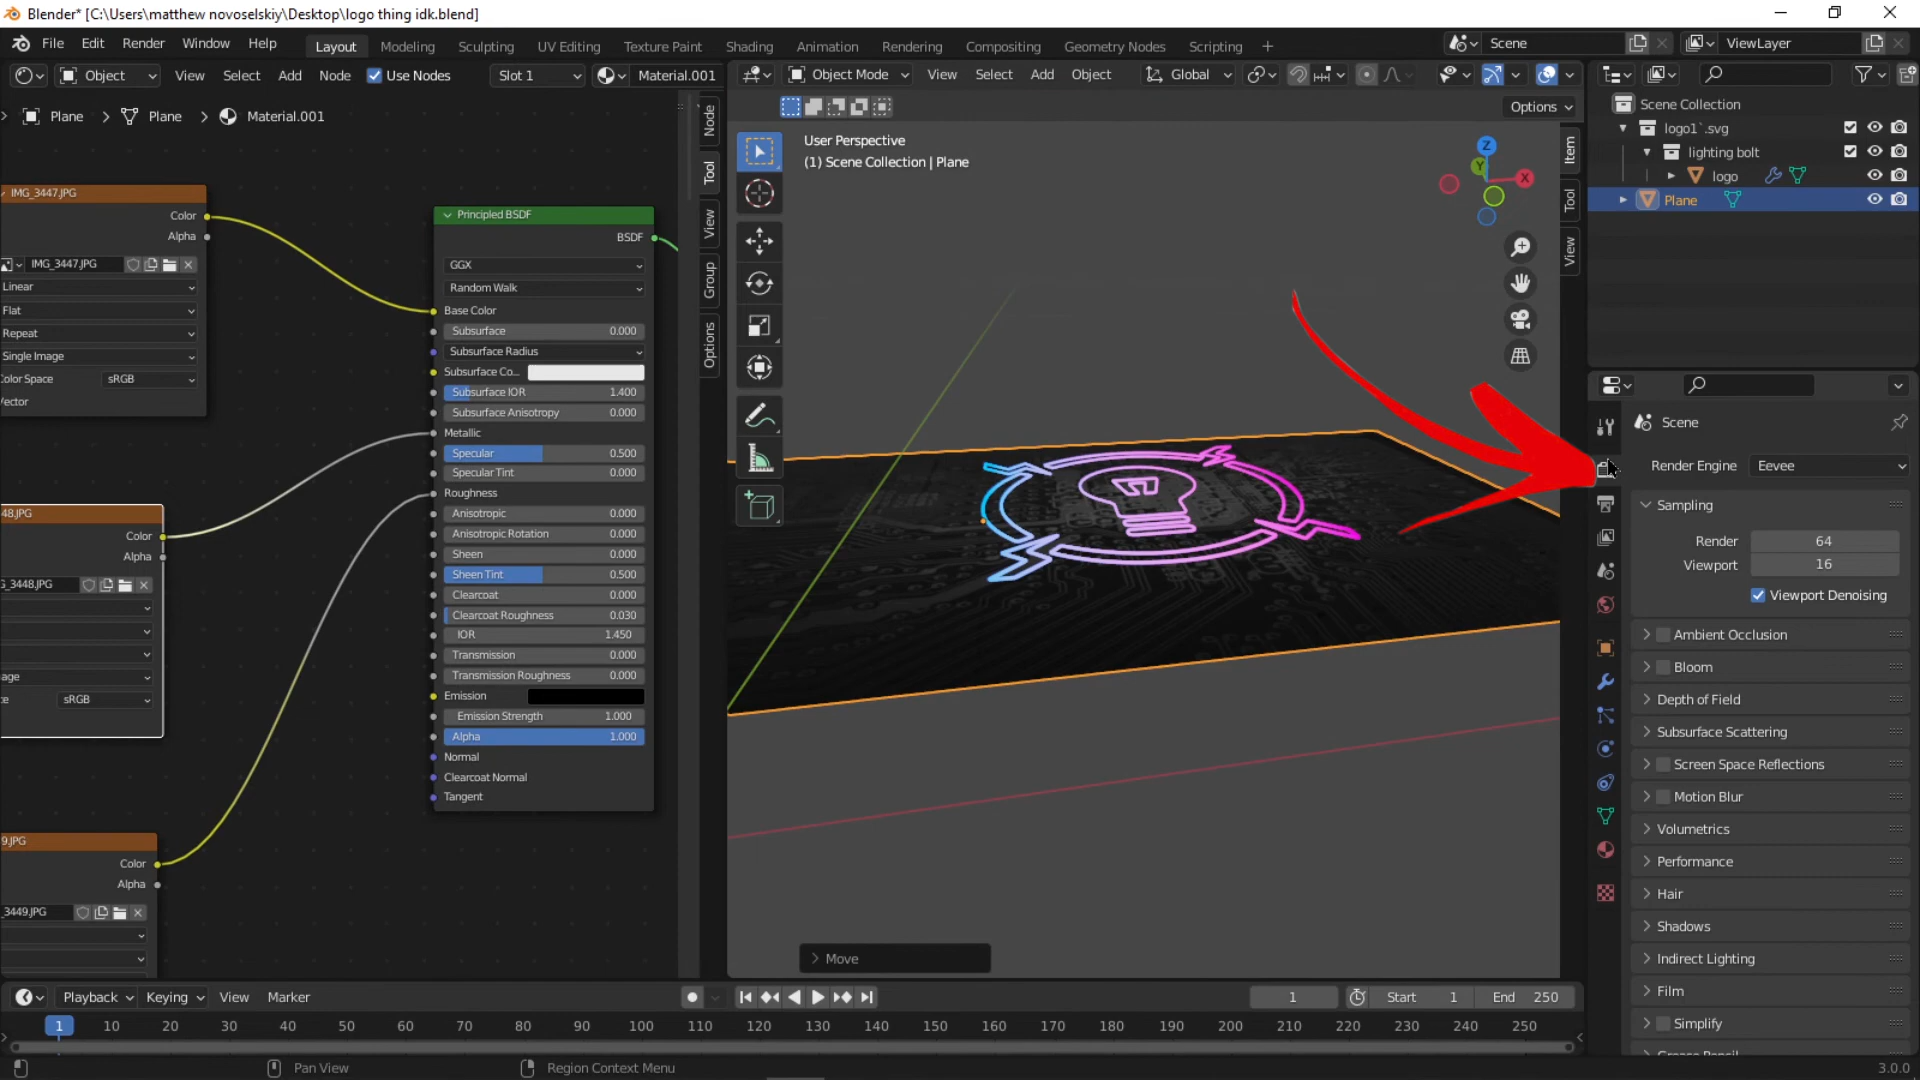 Blender* [C:\Users\matthew novoselskiy\Desktop\logo thing idk.blend]
File Edit Render Window Help Layout Modeling Sculpting UV Editing Texture Paint Shading Animation Rendering Compositing Geometry Nodes Scripting + Scene ViewLayer
Object View Select Add Node Use Nodes Slot 1 Material.001
Object Mode View Select Add Object Global
Options
Plane > Plane > Material.001
User Perspective
(1) Scene Collection | Plane
Scene Collection
logo1`.svg
lighting bolt
logo
Plane
Node
Tool
View
Group
Options
Item
Tool
View
Z
Y
X
IMG_3447.JPG
Color
Alpha
IMG_3447.JPG
Linear
Flat
Repeat
Single Image
Color Space sRGB
Vector
48.JPG
Color
Alpha
G_3448.JPG
age
ce sRGB
9.JPG
Color
Alpha
_3449.JPG
Principled BSDF
BSDF
GGX
Random Walk
Base Color
Subsurface 0.000
Subsurface Radius
Subsurface Co...
Subsurface IOR 1.400
Subsurface Anisotropy 0.000
Metallic
Specular 0.500
Specular Tint 0.000
Roughness
Anisotropic 0.000
Anisotropic Rotation 0.000
Sheen 0.000
Sheen Tint 0.500
Clearcoat 0.000
Clearcoat Roughness 0.030
IOR 1.450
Transmission 0.000
Transmission Roughness 0.000
Emission
Emission Strength 1.000
Alpha 1.000
Normal
Clearcoat Normal
Tangent
Move
Scene
Render Engine Eevee
Sampling
Render 64
Viewport 16
Viewport Denoising
Ambient Occlusion
Bloom
Depth of Field
Subsurface Scattering
Screen Space Reflections
Motion Blur
Volumetrics
Performance
Hair
Shadows
Indirect Lighting
Film
Simplify
Grease Pencil
Playback Keying View Marker 1 Start 1 End 250
1 10 20 30 40 50 60 70 80 90 100 110 120 130 140 150 160 170 180 190 200 210 220 230 240 250
Pan View Region Context Menu 3.0.0